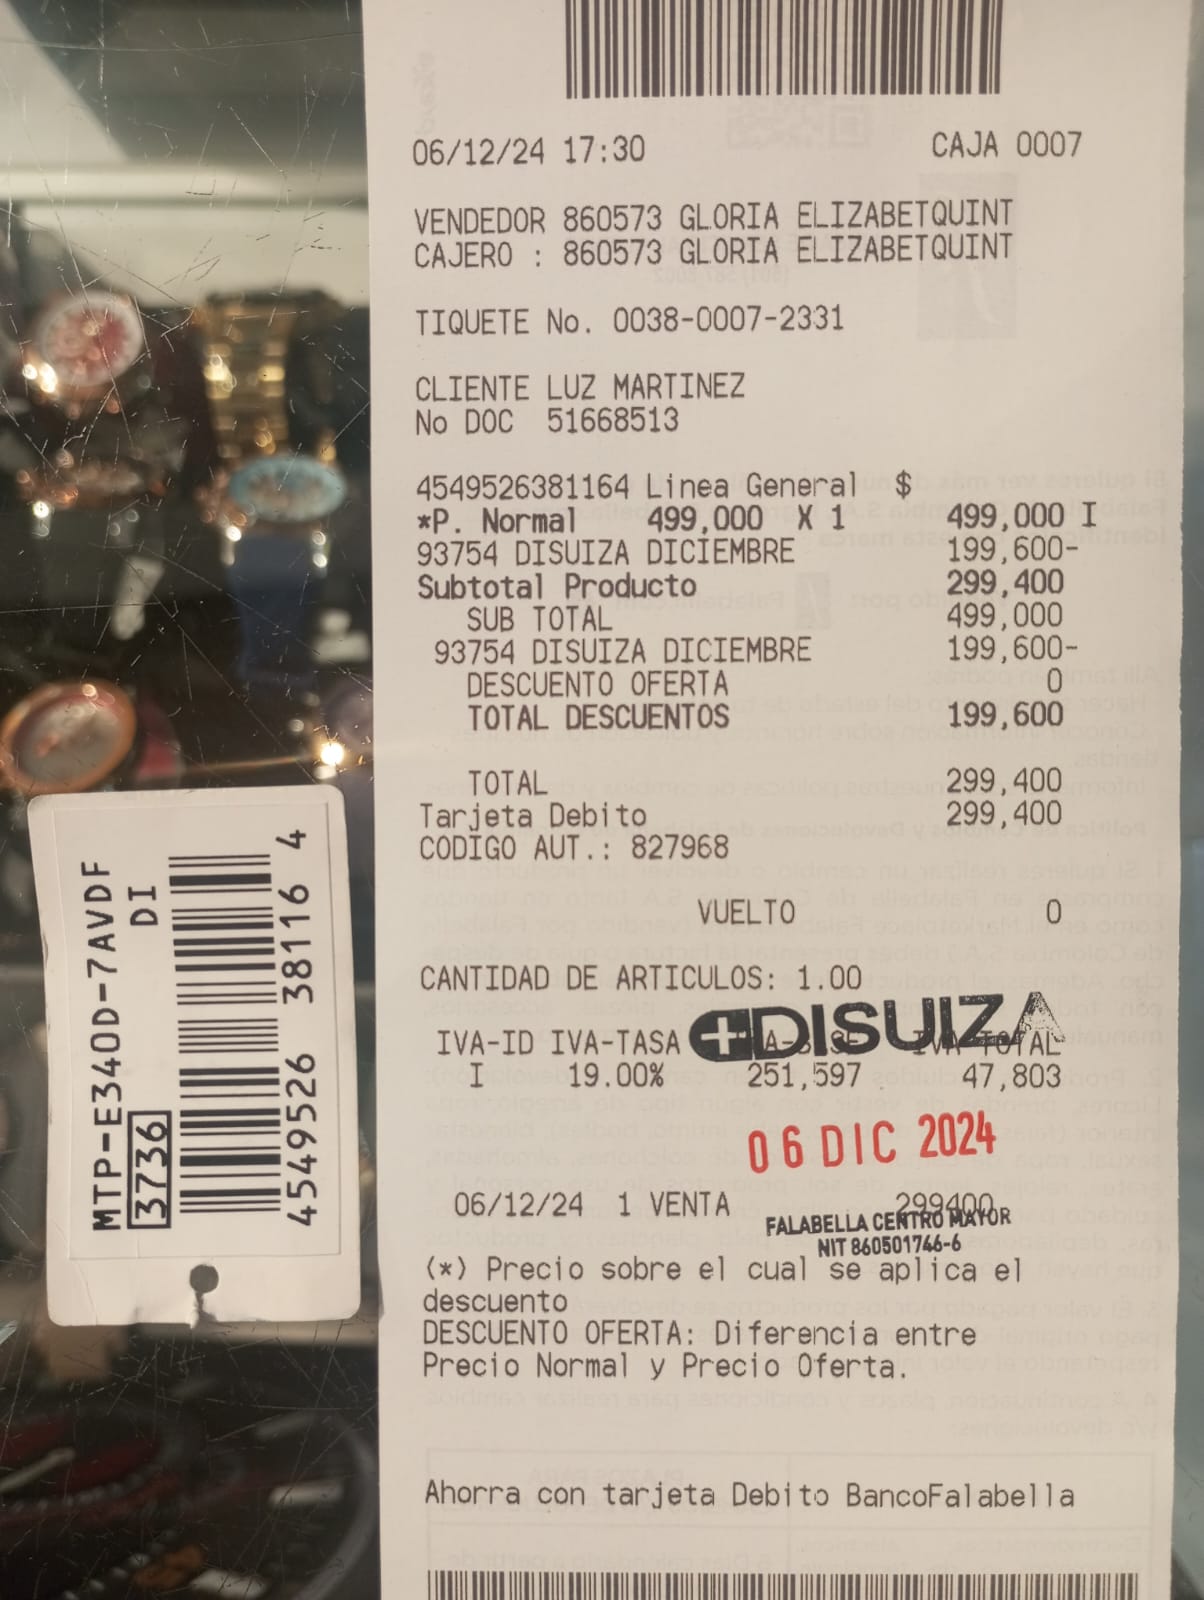 06/12/24 17:30 CAJA 0007
VENDEDOR 860573 GLORIA ELIZABETQUINT
CAJERO : 860573 GLORIA ELIZABETQUINT
TIQUETE No. 0038-0007-2331
CLIENTE LUZ MARTINEZ
No DOC 51668513
4549526381164 Linea General $
*P. Normal 499,000 X 1 499,000 I
93754 DISUIZA DICIEMBRE 199,600-
Subtotal Producto 299,400
SUB TOTAL 499,000
93754 DISUIZA DICIEMBRE 199,600-
DESCUENTO OFERTA 0
TOTAL DESCUENTOS 199,600
TOTAL 299,400
Tarjeta Debito 299,400
CODIGO AUT.: 827968
VUELTO 0
CANTIDAD DE ARTICULOS: 1.00
DISUIZA
IVA-ID IVA-TASA IVA-TOTAL
I 19.00% 251,597 47,803
06 DIC 2024
06/12/24 1 VENTA 299400
FALABELLA CENTRO MAYOR
NIT 860501746-6
(*) Precio sobre el cual se aplica el
descuento
DESCUENTO OFERTA: Diferencia entre
Precio Normal y Precio Oferta.
Ahorra con tarjeta Debito BancoFalabella
MTP-E340D-7AVDF
DI
3736
4549526 38116 4